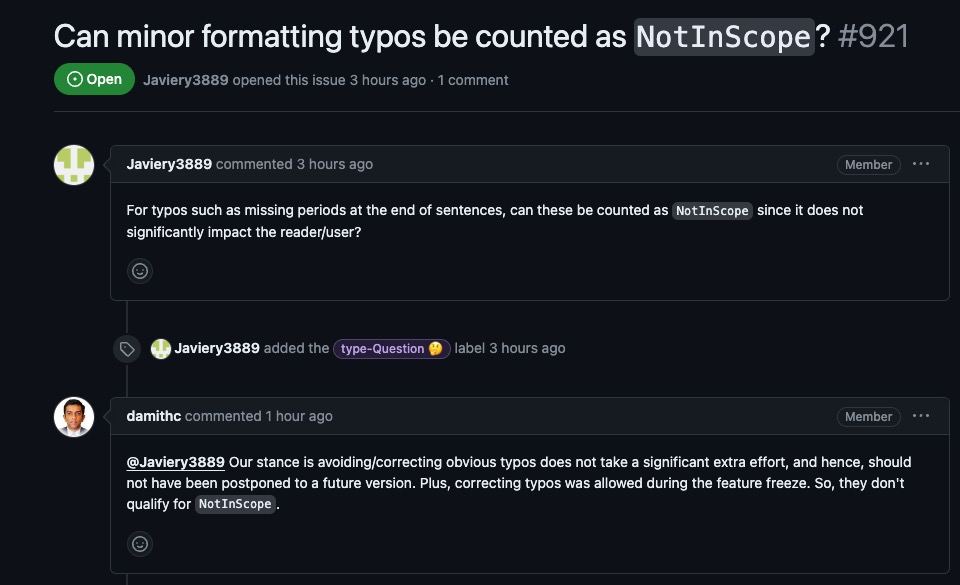 Can minor formatting typos be counted as NotInScope? #921
Open Javiery3889 opened this issue 3 hours ago · 1 comment
Javiery3889 commented 3 hours ago Member ...
For typos such as missing periods at the end of sentences, can these be counted as NotInScope since it does not
significantly impact the reader/user?
Javiery3889 added the type-Question 🤔 label 3 hours ago
damithc commented 1 hour ago Member ...
@Javiery3889 Our stance is avoiding/correcting obvious typos does not take a significant extra effort, and hence, should
not have been postponed to a future version. Plus, correcting typos was allowed during the feature freeze. So, they don't
qualify for NotInScope.